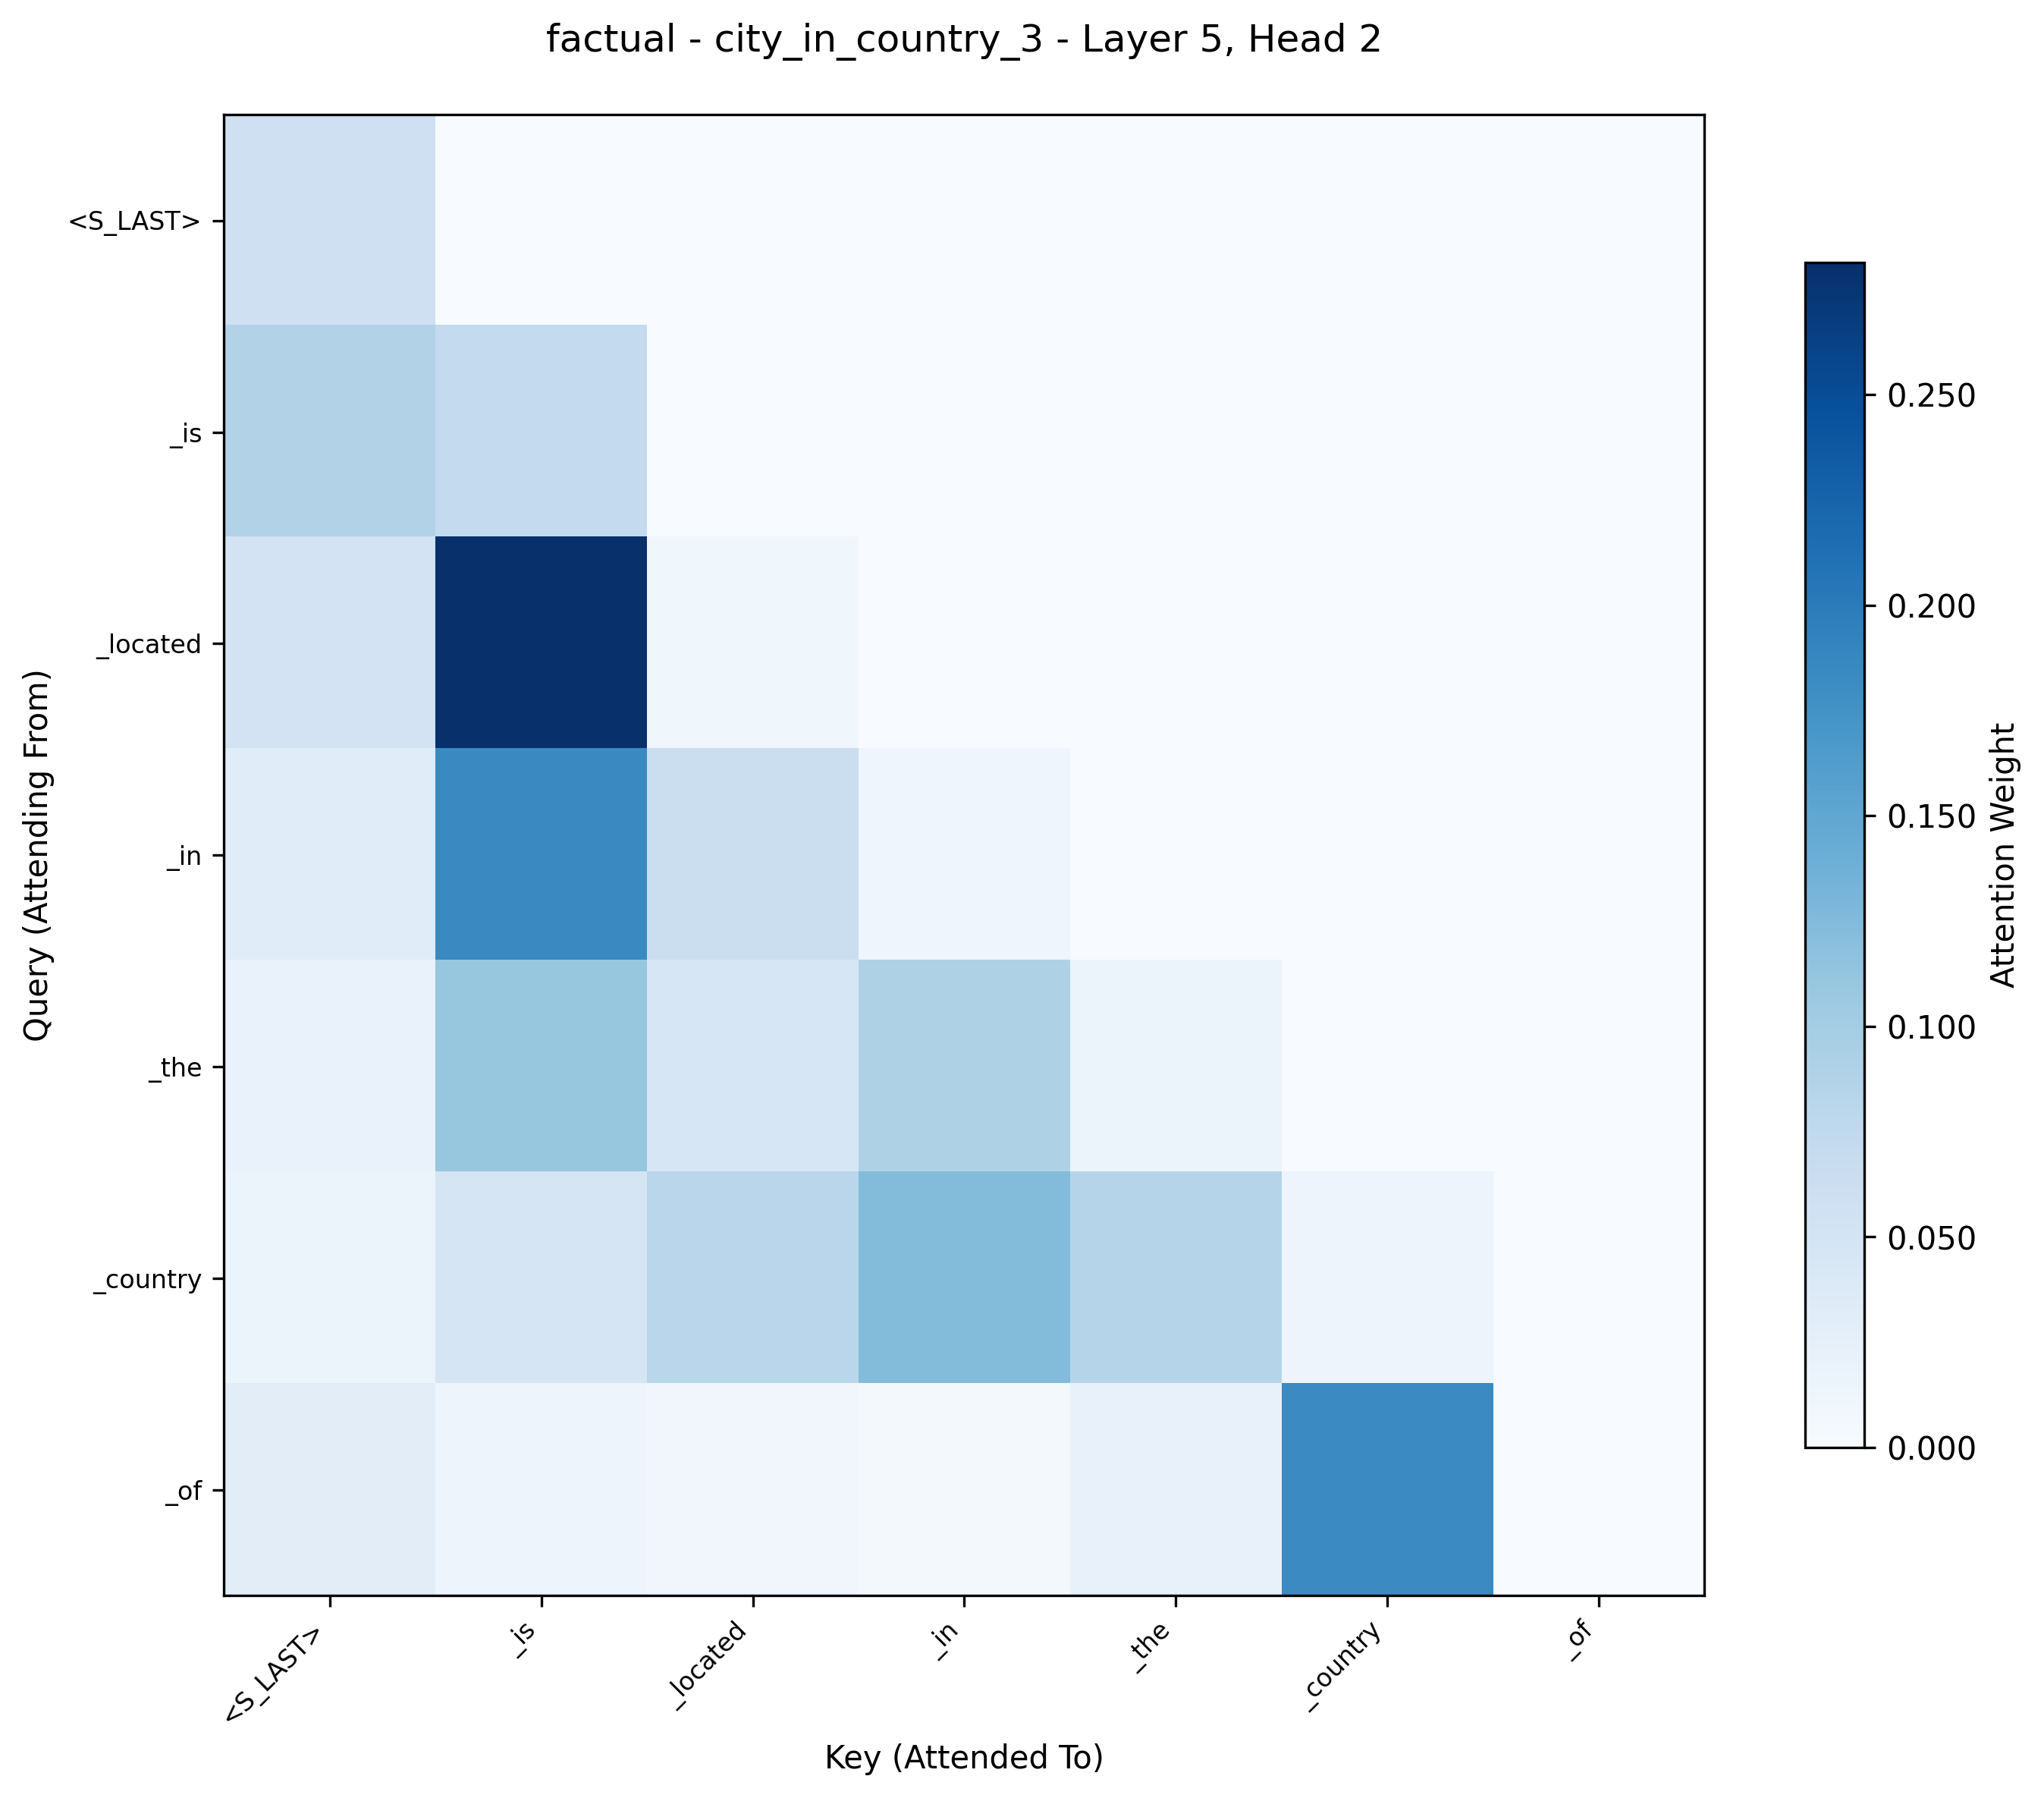 factual - city_in_country_3 - Layer 5, Head 2
Query (Attending From)
<S_LAST>
_is
_located
_in
_the
_country
_of
<S_LAST>
_is
_located
_in
_the
_country
_of
Key (Attended To)
0.250
0.200
0.150
0.100
0.050
0.000
Attention Weight